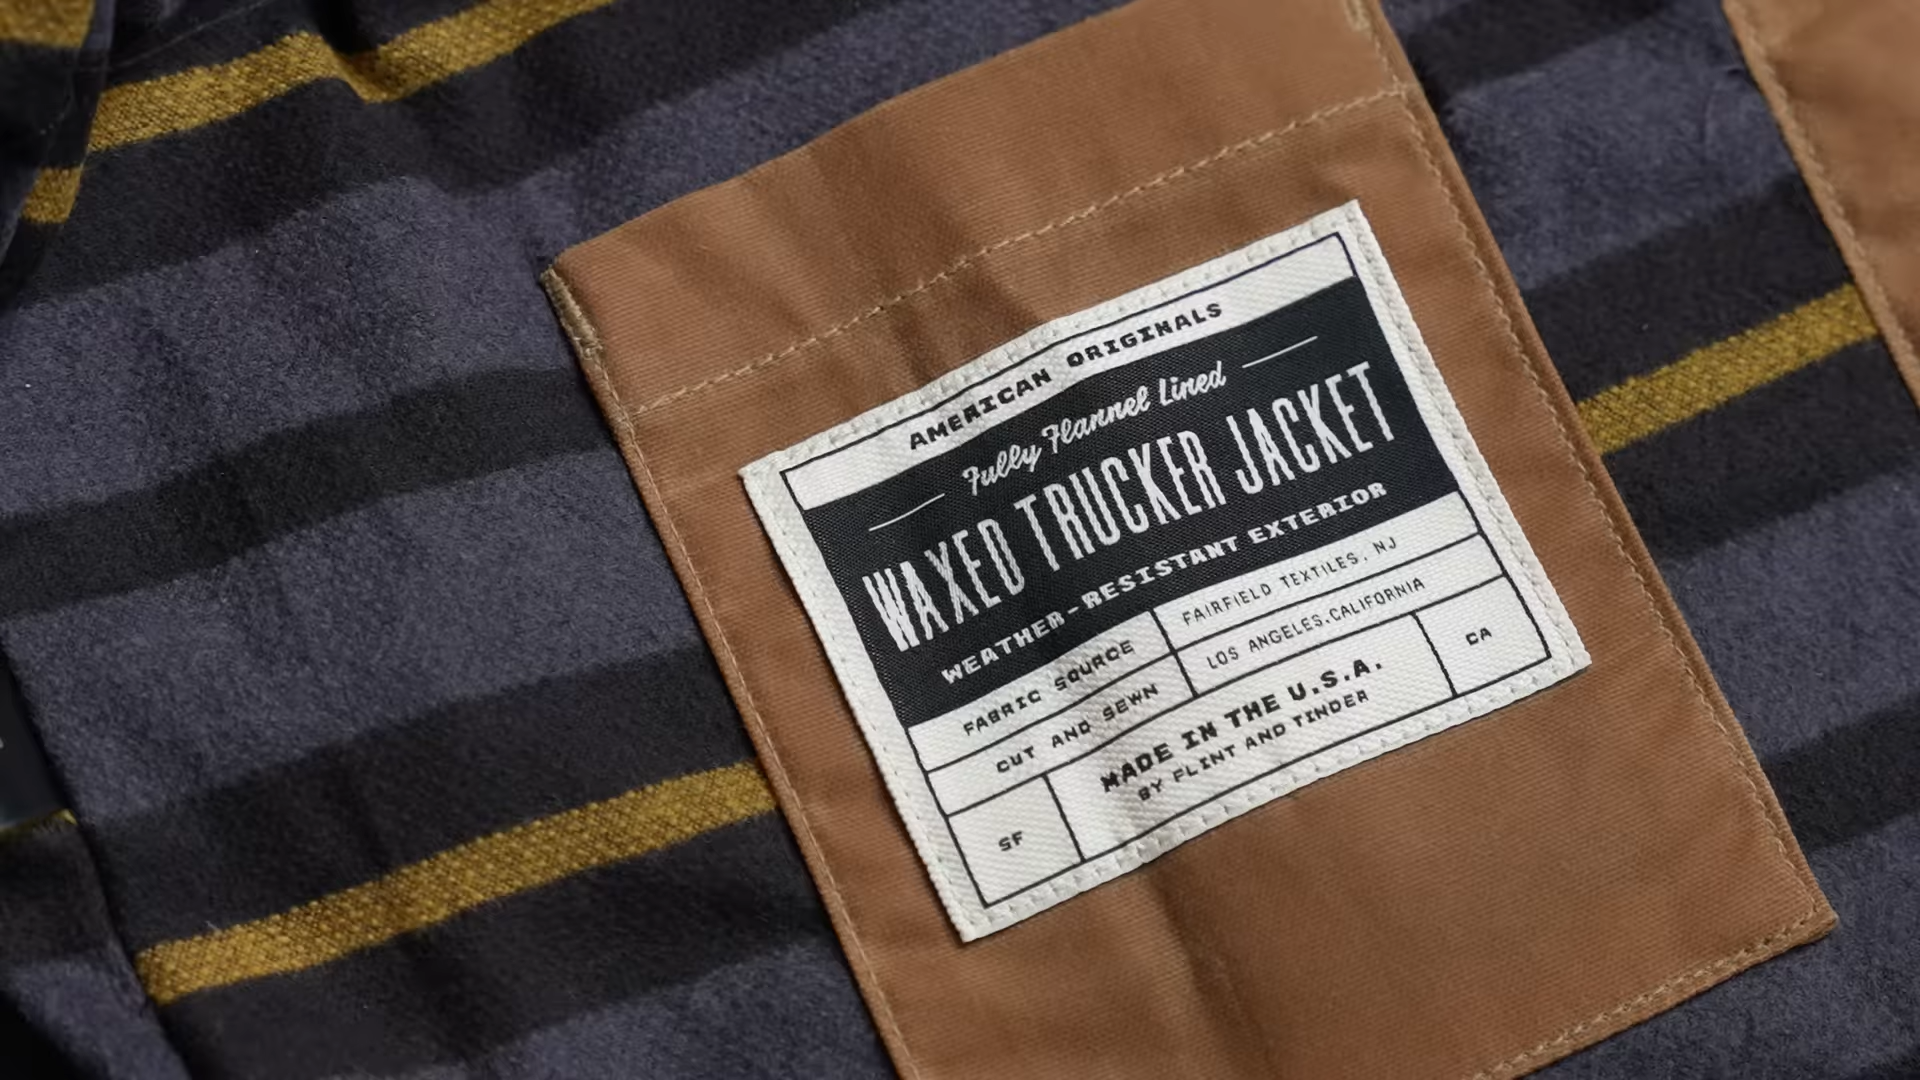 AMERICAN ORIGINALS
Fully Flannel Lined
WAXED TRUCKER JACKET
WEATHER-RESISTANT EXTERIOR
FABRIC SOURCE FAIRFIELD TEXTILES, NJ
CUT AND SEWN LOS ANGELES, CALIFORNIA
SF MADE IN THE U.S.A. CA
BY FLINT AND TINDER